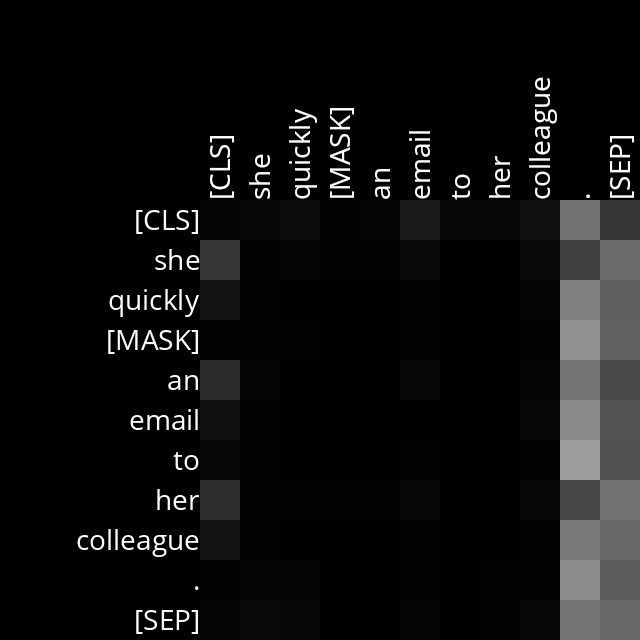 [CLS] she quickly [MASK] an email to her colleague . [SEP]
[CLS]
she
quickly
[MASK]
an
email
to
her
colleague
.
[SEP]